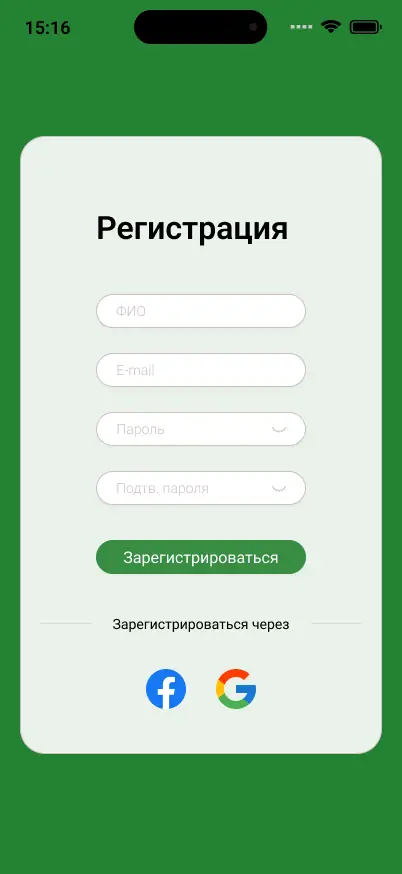 15:16
Регистрация
ФИО
E-mail
Пароль
Подтв. пароля
Зарегистрироваться
Зарегистрироваться через